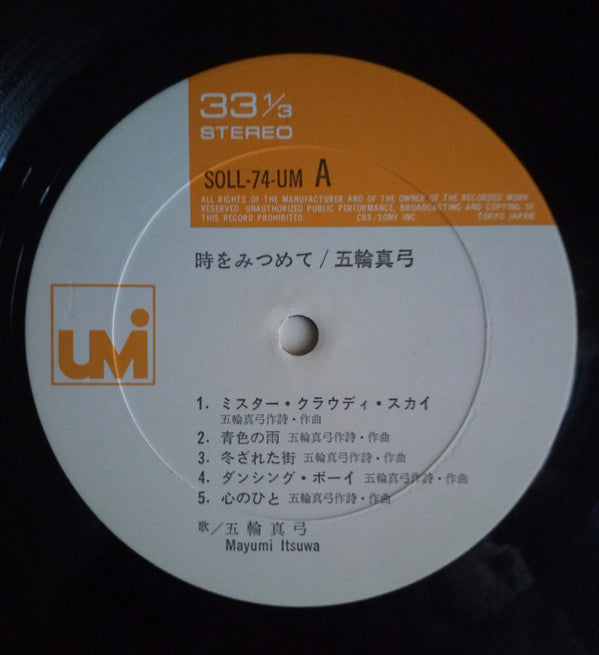 33 1/3
STEREO
SOLL-74-UM A
ALL RIGHTS OF THE MANUFACTURER AND OF THE OWNER OF THE RECORDED WORK
RESERVED. UNAUTHORIZED PUBLIC PERFORMANCE, BROADCASTING AND COPYING OF
THIS RECORD PROHIBITED. CBS/SONY INC. TOKYO JAPAN
時をみつめて/五輪真弓
UMi
1. ミスター・クラウディ・スカイ
五輪真弓作詩・作曲
2. 青色の雨 五輪真弓作詩・作曲
3. 冬ざれた街 五輪真弓作詩・作曲
4. ダンシング・ボーイ 五輪真弓作詩・作曲
5. 心のひと 五輪真弓作詩・作曲
歌/五輪真弓
Mayumi Itsuwa